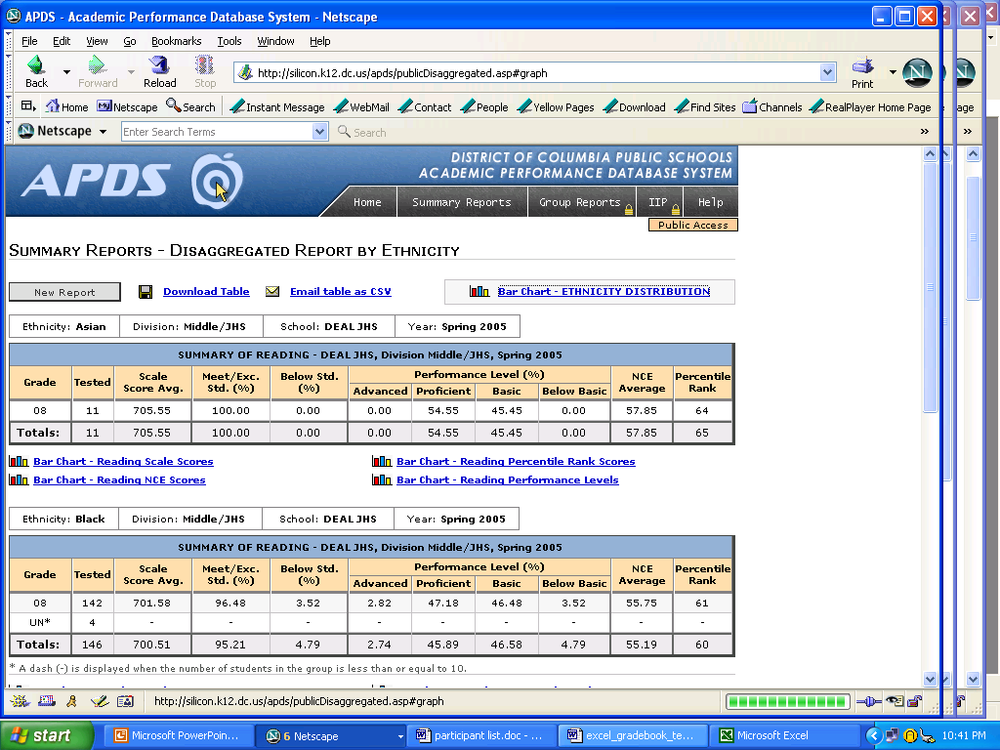 APDS - Academic Performance Database System - Netscape
File Edit View Go Bookmarks Tools Window Help
Back Forward Reload Stop http://silicon.k12.dc.us/apds/publicDisaggregated.asp#graph Print N
Home Netscape Search Instant Message WebMail Contact People Yellow Pages Download Find Sites Channels RealPlayer Home Page age
N Netscape Enter Search Terms Search » »
APDS
DISTRICT OF COLUMBIA PUBLIC SCHOOLS
ACADEMIC PERFORMANCE DATABASE SYSTEM
Home Summary Reports Group Reports IIP Help
Public Access
SUMMARY REPORTS - DISAGGREGATED REPORT BY ETHNICITY
New Report Download Table Email table as CSV Bar Chart - ETHNICITY DISTRIBUTION
Ethnicity: Asian Division: Middle/JHS School: DEAL JHS Year: Spring 2005
SUMMARY OF READING - DEAL JHS, Division Middle/JHS, Spring 2005
Grade Tested Scale Score Avg. Meet/Exc. Std. (%) Below Std. (%) Performance Level (%) NCE Average Percentile Rank
Advanced Proficient Basic Below Basic
08 11 705.55 100.00 0.00 0.00 54.55 45.45 0.00 57.85 64
Totals: 11 705.55 100.00 0.00 0.00 54.55 45.45 0.00 57.85 65
Bar Chart - Reading Scale Scores Bar Chart - Reading Percentile Rank Scores
Bar Chart - Reading NCE Scores Bar Chart - Reading Performance Levels
Ethnicity: Black Division: Middle/JHS School: DEAL JHS Year: Spring 2005
SUMMARY OF READING - DEAL JHS, Division Middle/JHS, Spring 2005
Grade Tested Scale Score Avg. Meet/Exc. Std. (%) Below Std. (%) Performance Level (%) NCE Average Percentile Rank
Advanced Proficient Basic Below Basic
08 142 701.58 96.48 3.52 2.82 47.18 46.48 3.52 55.75 61
UN* 4 - - - - - - - - -
Totals: 146 700.51 95.21 4.79 2.74 45.89 46.58 4.79 55.19 60
* A dash (-) is displayed when the number of students in the group is less than or equal to 10.
http://silicon.k12.dc.us/apds/publicDisaggregated.asp#graph
start Microsoft PowerPoin... 6 Netscape participant list.doc - ... excel_gradebook_te... Microsoft Excel 10:41 PM